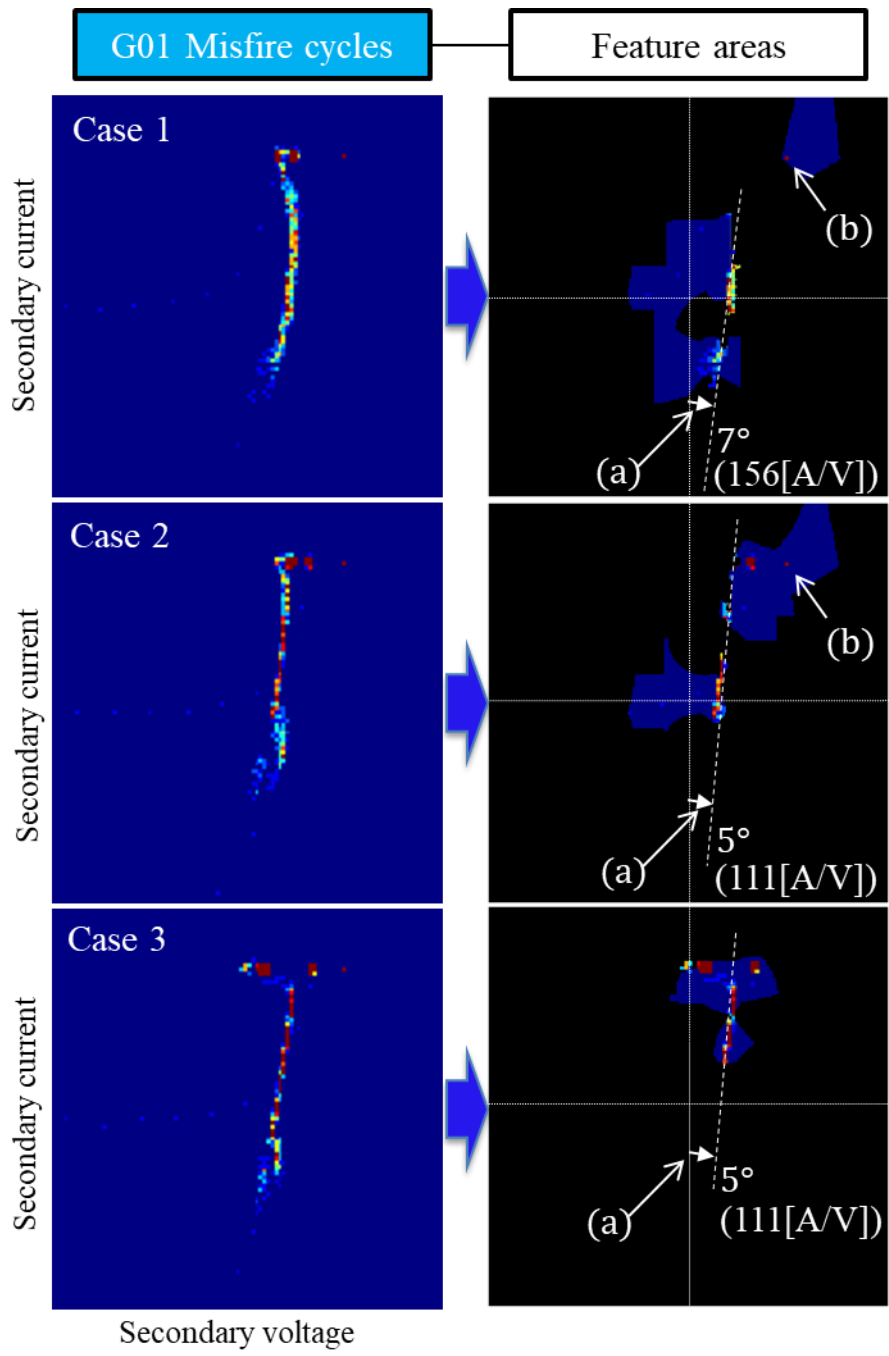 G01 Misfire cycles
Feature areas
Case 1
Secondary current
(b)
(a)
7°
(156[A/V])
Case 2
Secondary current
(b)
(a)
5°
(111[A/V])
Case 3
Secondary current
(a)
5°
(111[A/V])
Secondary voltage